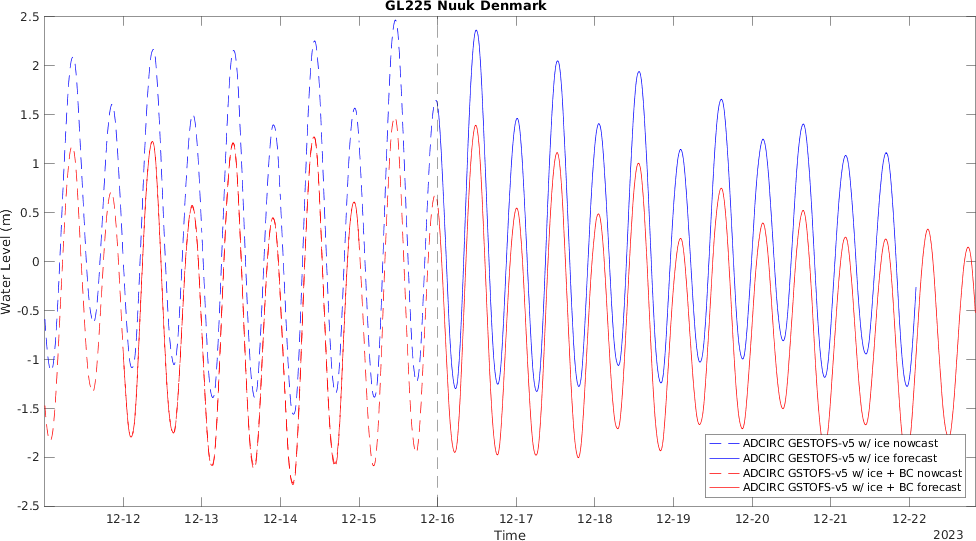 GL225 Nuuk Denmark
2.5
2
1.5
1
0.5
0
-0.5
-1
-1.5
-2
-2.5
Water Level (m)
ADCIRC GESTOFS-v5 w/ ice nowcast
ADCIRC GESTOFS-v5 w/ ice forecast
ADCIRC GSTOFS-v5 w/ ice + BC nowcast
ADCIRC GSTOFS-v5 w/ ice + BC forecast
12-12 12-13 12-14 12-15 12-16 12-17 12-18 12-19 12-20 12-21 12-22
Time
2023